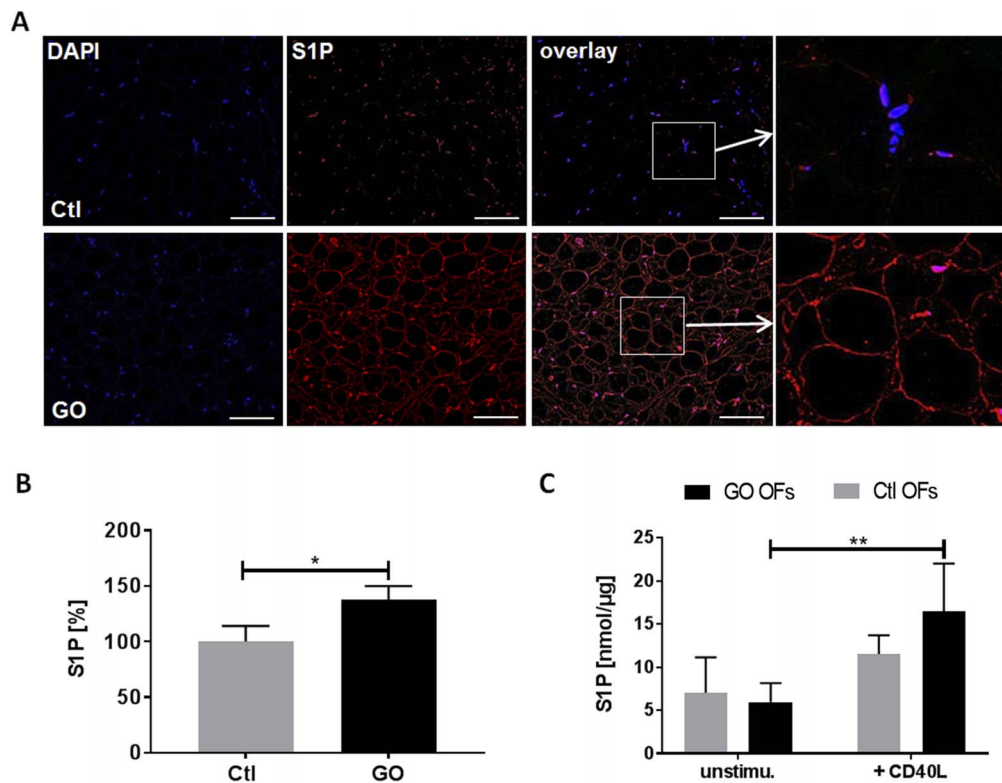 A
DAPI
S1P
overlay
Ctl
GO
B
S1P [%]
200
150
100
50
0
*
Ctl
GO
C
GO OFs
Ctl OFs
S1P [nmol/µg]
25
20
15
10
5
0
**
unstimu.
+ CD40L